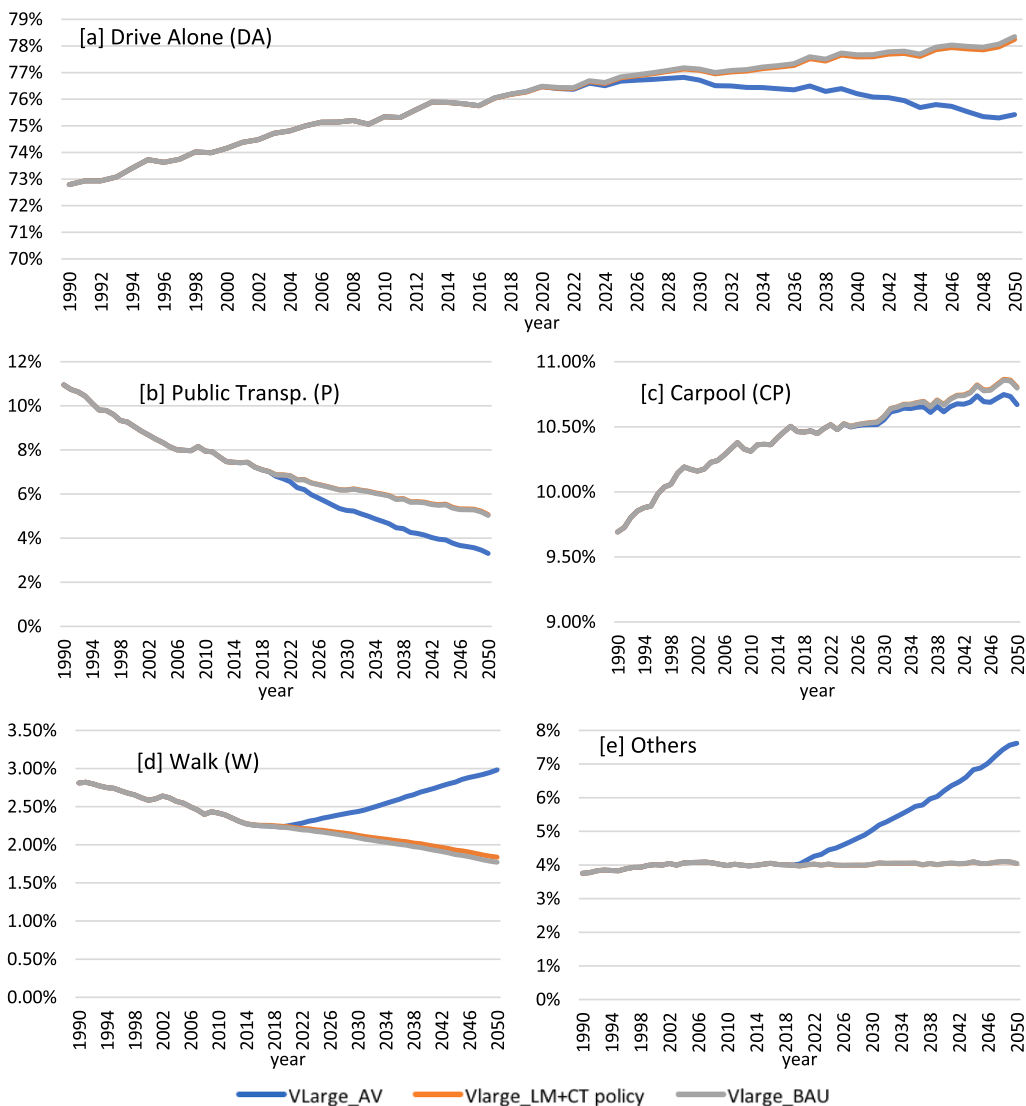 [a] Drive Alone (DA)
79%
78%
77%
76%
75%
74%
73%
72%
71%
70%
1990 1992 1994 1996 1998 2000 2002 2004 2006 2008 2010 2012 2014 2016 2018 2020 2022 2024 2026 2028 2030 2032 2034 2036 2038 2040 2042 2044 2046 2048 2050
year
[b] Public Transp. (P)
12%
10%
8%
6%
4%
2%
0%
1990 1994 1998 2002 2006 2010 2014 2018 2022 2026 2030 2034 2038 2042 2046 2050
year
[c] Carpool (CP)
11.00%
10.50%
10.00%
9.50%
9.00%
1990 1994 1998 2002 2006 2010 2014 2018 2022 2026 2030 2034 2038 2042 2046 2050
year
[d] Walk (W)
3.50%
3.00%
2.50%
2.00%
1.50%
1.00%
0.50%
0.00%
1990 1994 1998 2002 2006 2010 2014 2018 2022 2026 2030 2034 2038 2042 2046 2050
year
[e] Others
8%
7%
6%
5%
4%
3%
2%
1%
0%
1990 1994 1998 2002 2006 2010 2014 2018 2022 2026 2030 2034 2038 2042 2046 2050
year
VLarge_AV Vlarge_LM+CT policy Vlarge_BAU